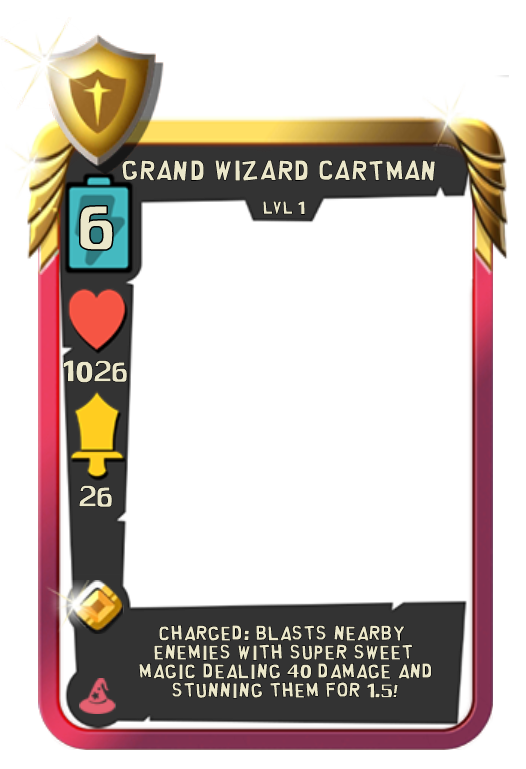 GRAND WIZARD CARTMAN
LVL 1
6
1026
26
CHARGED: BLASTS NEARBY
ENEMIES WITH SUPER SWEET
MAGIC DEALING 40 DAMAGE AND
STUNNING THEM FOR 1.5!